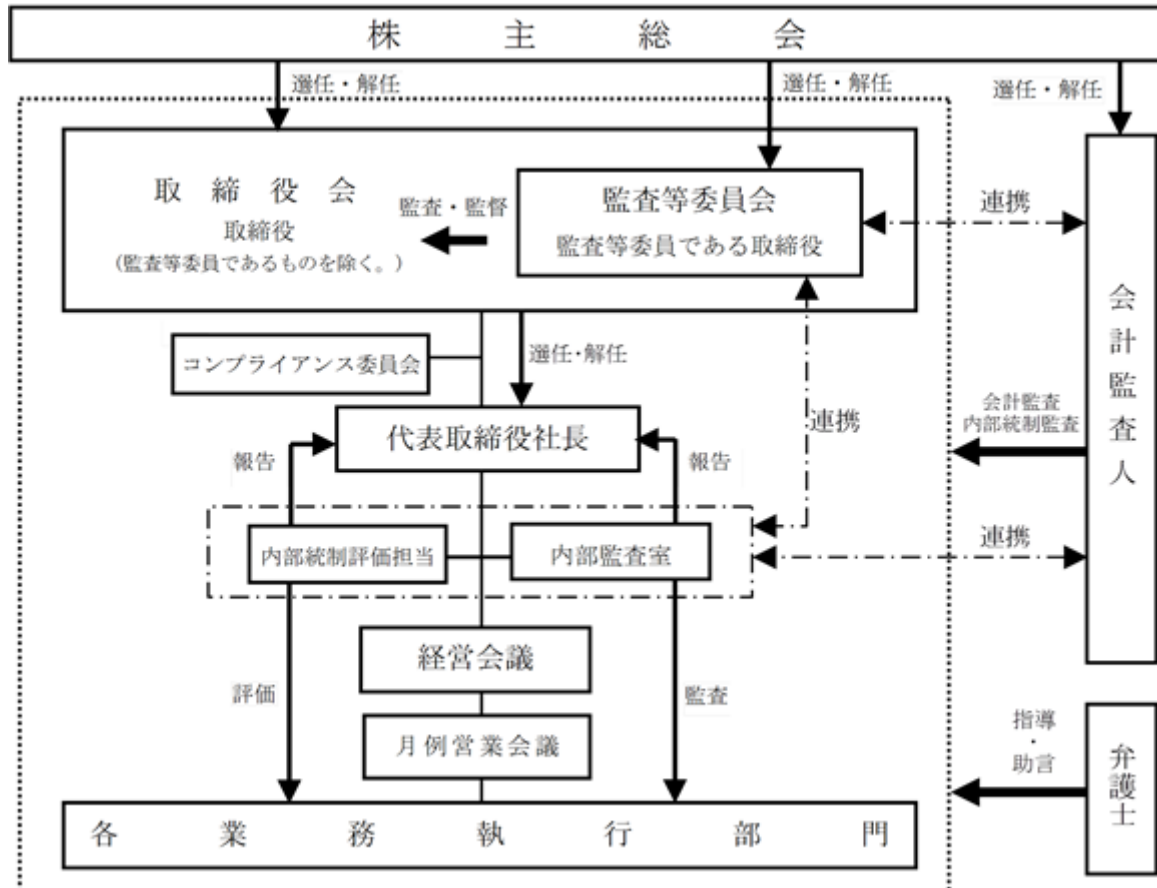 株主総会
選任・解任
選任・解任
選任・解任
取締役会
取締役
(監査等委員であるものを除く。)
監査・監督
監査等委員会
監査等委員である取締役
連携
会計監査人
コンプライアンス委員会
選任・解任
代表取締役社長
連携
会計監査
内部統制監査
報告
報告
内部統制評価担当
内部監査室
連携
経営会議
評価
監査
月例営業会議
指導
・
助言
弁護士
各業務執行部門